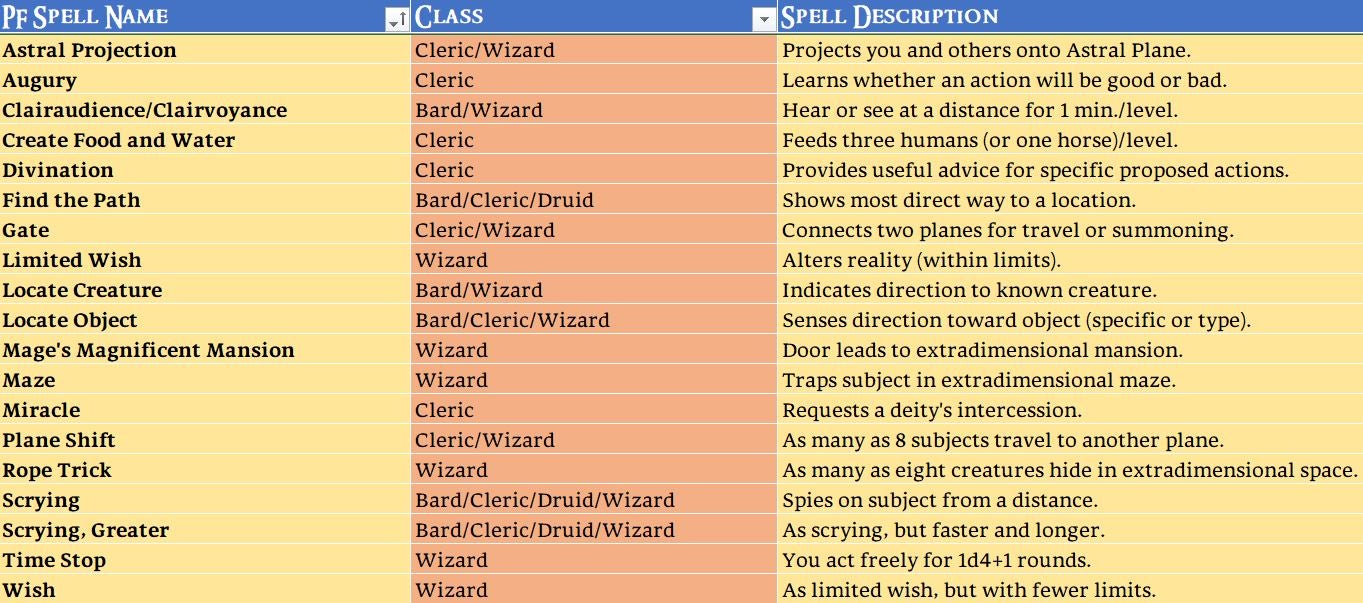 PF SPELL NAME CLASS SPELL DESCRIPTION
Astral Projection Cleric/Wizard Projects you and others onto Astral Plane.
Augury Cleric Learns whether an action will be good or bad.
Clairaudience/Clairvoyance Bard/Wizard Hear or see at a distance for 1 min./level.
Create Food and Water Cleric Feeds three humans (or one horse)/level.
Divination Cleric Provides useful advice for specific proposed actions.
Find the Path Bard/Cleric/Druid Shows most direct way to a location.
Gate Cleric/Wizard Connects two planes for travel or summoning.
Limited Wish Wizard Alters reality (within limits).
Locate Creature Bard/Wizard Indicates direction to known creature.
Locate Object Bard/Cleric/Wizard Senses direction toward object (specific or type).
Mage's Magnificent Mansion Wizard Door leads to extradimensional mansion.
Maze Wizard Traps subject in extradimensional maze.
Miracle Cleric Requests a deity's intercession.
Plane Shift Cleric/Wizard As many as 8 subjects travel to another plane.
Rope Trick Wizard As many as eight creatures hide in extradimensional space.
Scrying Bard/Cleric/Druid/Wizard Spies on subject from a distance.
Scrying, Greater Bard/Cleric/Druid/Wizard As scrying, but faster and longer.
Time Stop Wizard You act freely for 1d4+1 rounds.
Wish Wizard As limited wish, but with fewer limits.